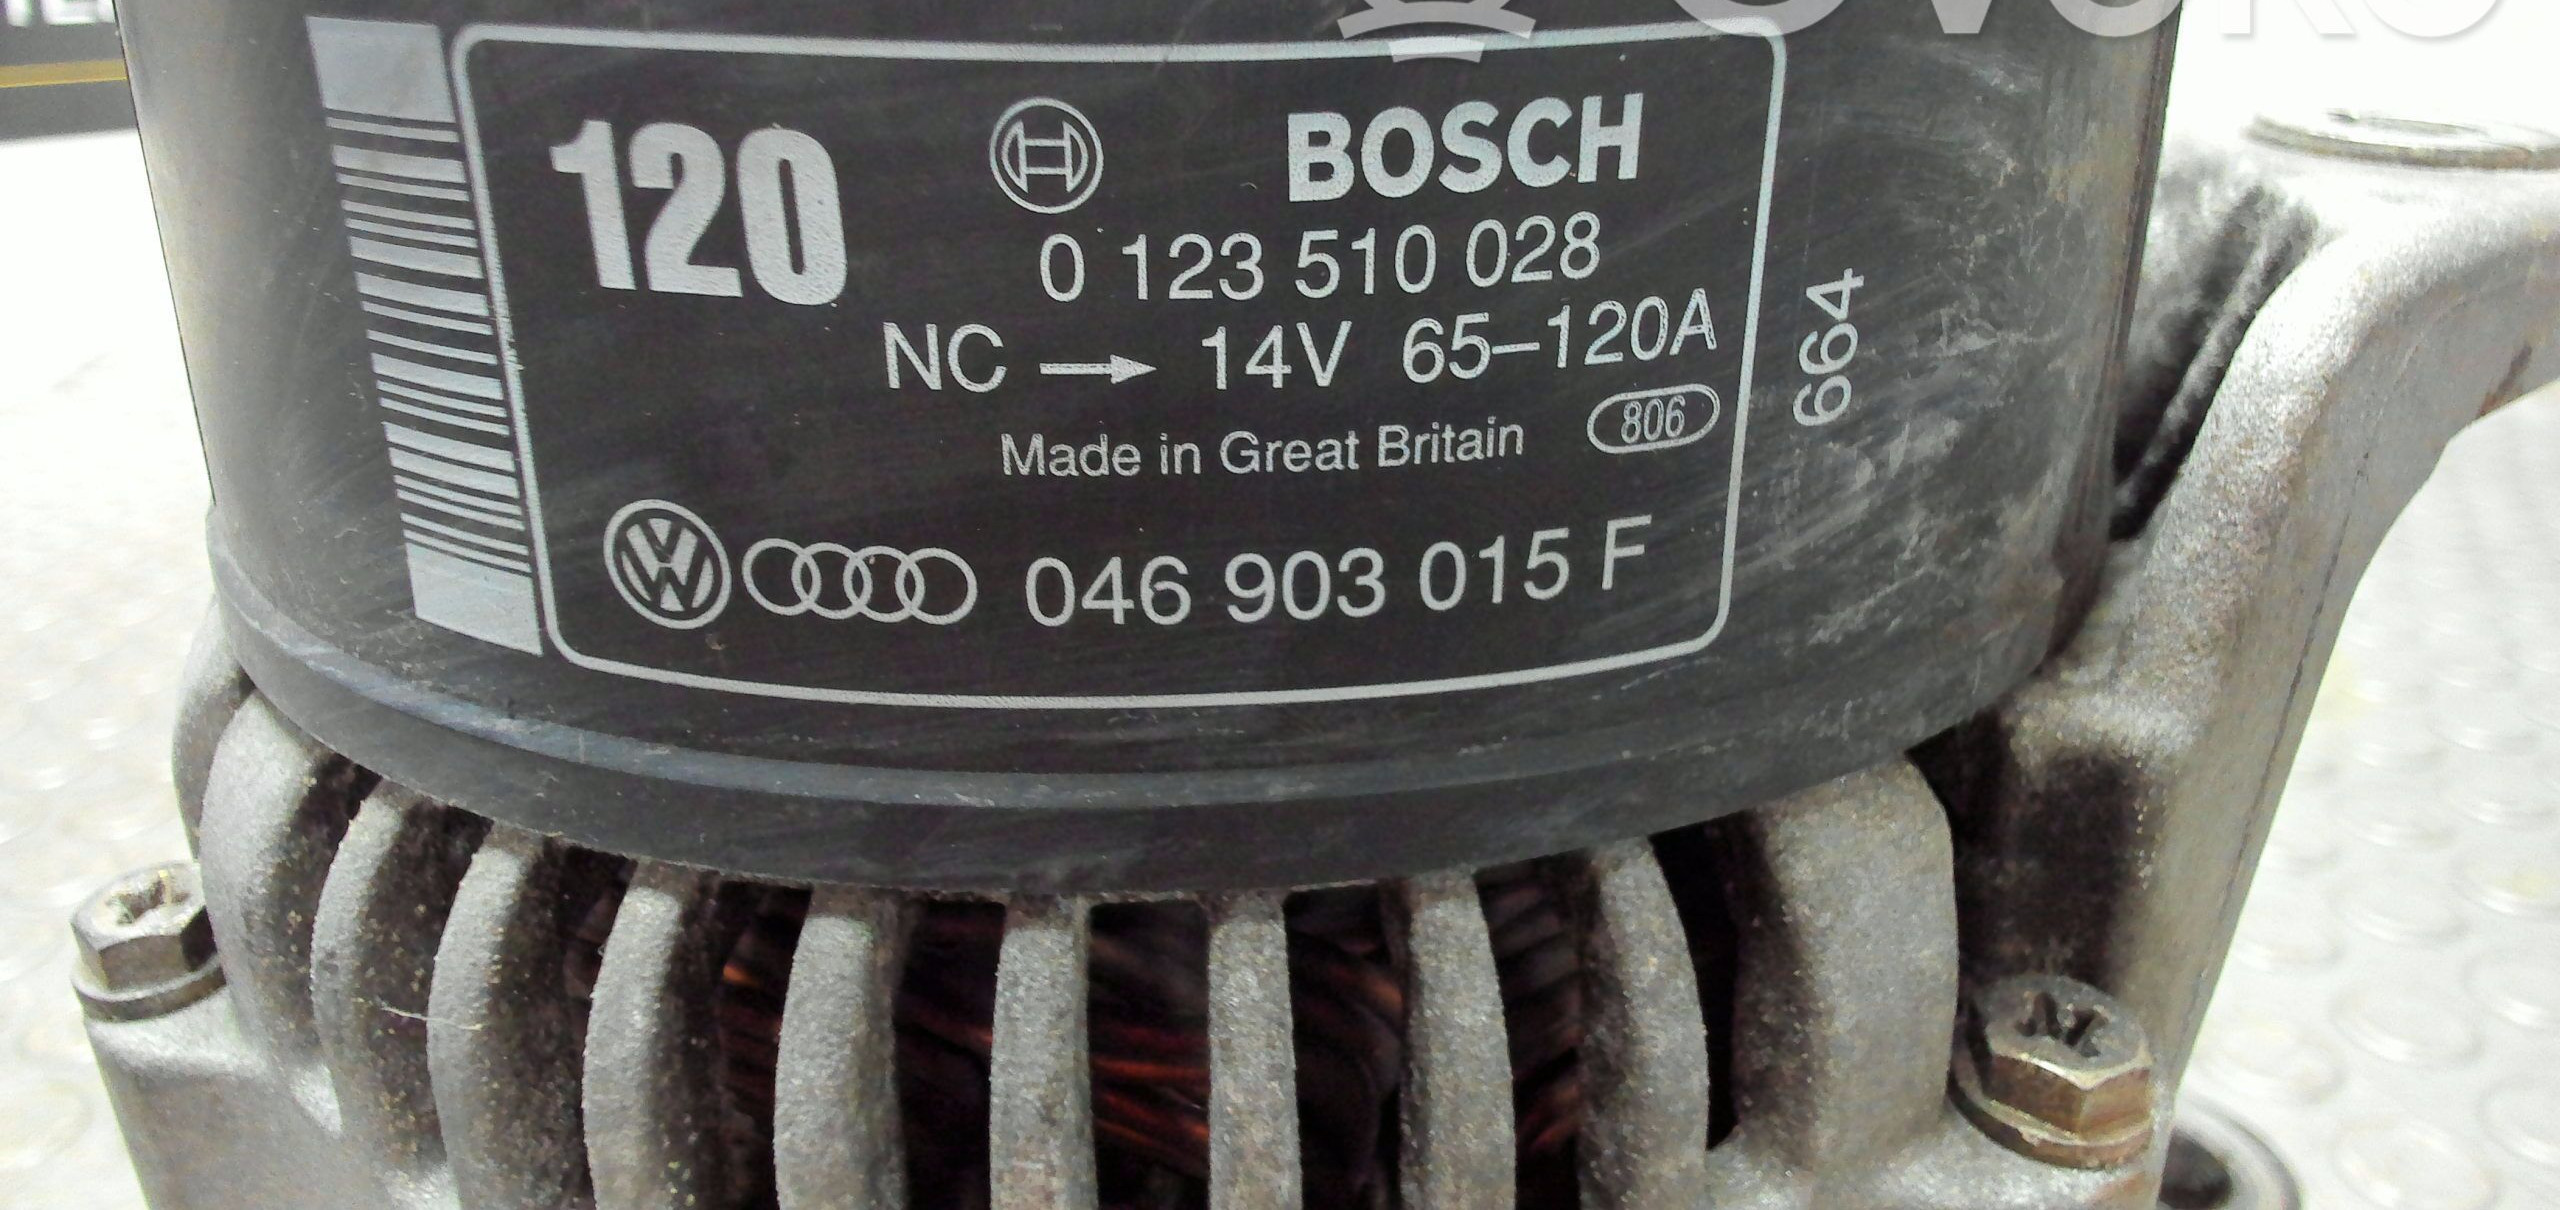 120
BOSCH
0 123 510 028
NC → 14V 65–120A
Made in Great Britain
806
046 903 015 F
664